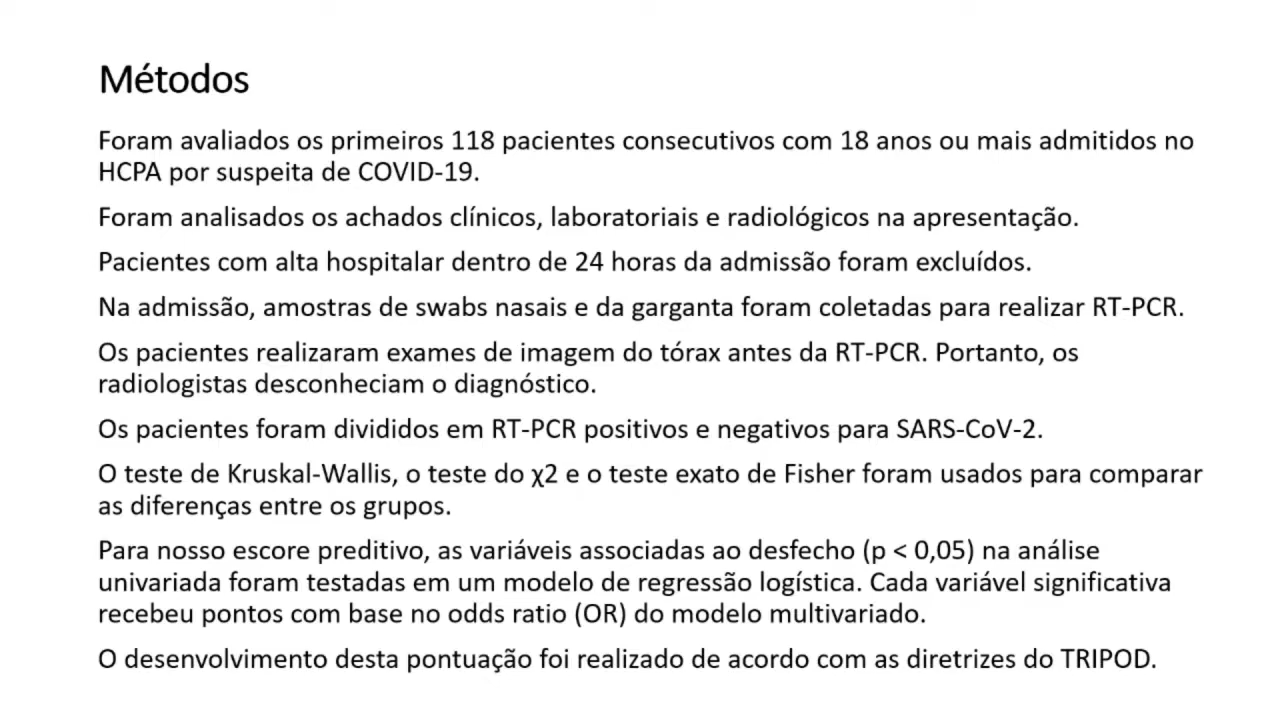 Métodos
Foram avaliados os primeiros 118 pacientes consecutivos com 18 anos ou mais admitidos no
HCPA por suspeita de COVID-19.
Foram analisados os achados clínicos, laboratoriais e radiológicos na apresentação.
Pacientes com alta hospitalar dentro de 24 horas da admissão foram excluídos.
Na admissão, amostras de swabs nasais e da garganta foram coletadas para realizar RT-PCR.
Os pacientes realizaram exames de imagem do tórax antes da RT-PCR. Portanto, os
radiologistas desconheciam o diagnóstico.
Os pacientes foram divididos em RT-PCR positivos e negativos para SARS-CoV-2.
O teste de Kruskal-Wallis, o teste do χ2 e o teste exato de Fisher foram usados para comparar
as diferenças entre os grupos.
Para nosso escore preditivo, as variáveis associadas ao desfecho (p < 0,05) na análise
univariada foram testadas em um modelo de regressão logística. Cada variável significativa
recebeu pontos com base no odds ratio (OR) do modelo multivariado.
O desenvolvimento desta pontuação foi realizado de acordo com as diretrizes do TRIPOD.